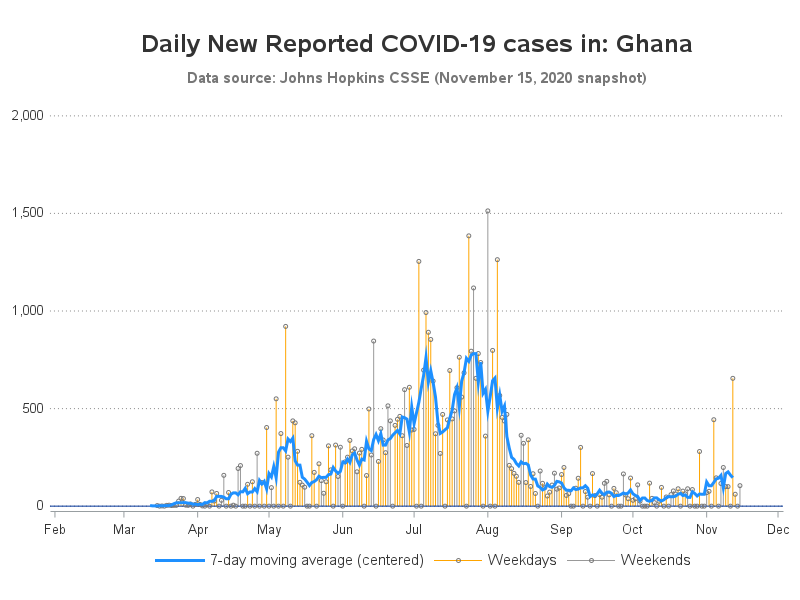 Daily New Reported COVID-19 cases in: Ghana
Data source: Johns Hopkins CSSE (November 15, 2020 snapshot)
2,000
1,500
1,000
500
0
Feb Mar Apr May Jun Jul Aug Sep Oct Nov Dec
7-day moving average (centered) Weekdays Weekends